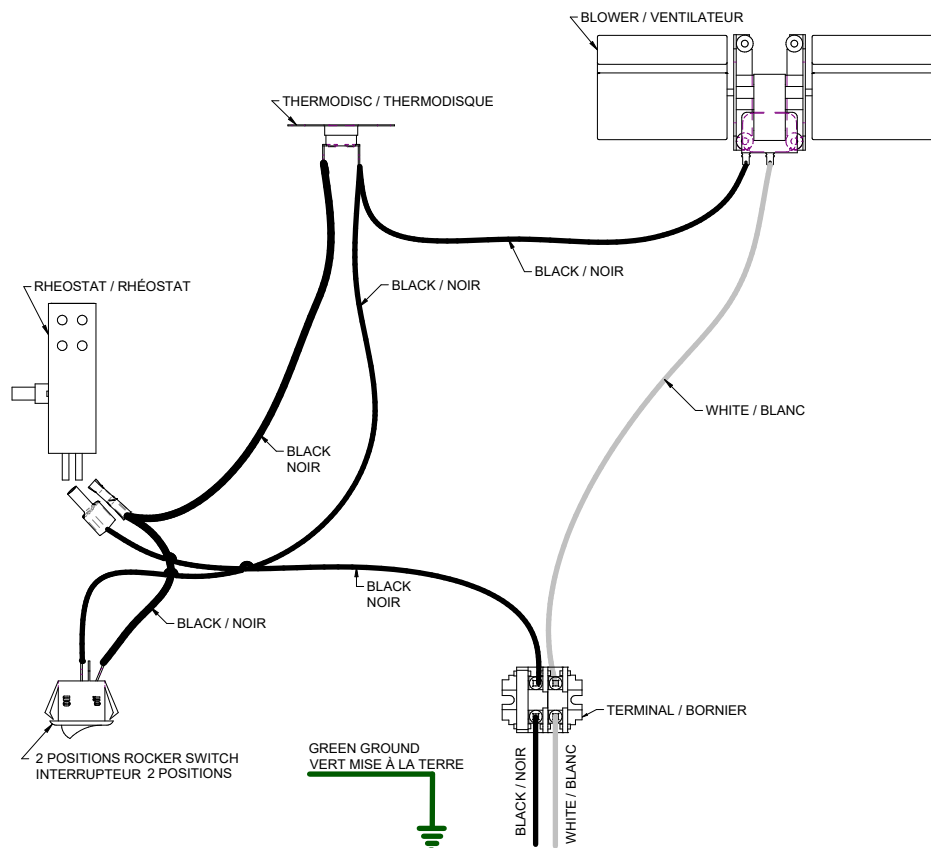 BLOWER / VENTILATEUR
THERMODISC / THERMODISQUE
BLACK / NOIR
BLACK / NOIR
RHEOSTAT / RHÉOSTAT
WHITE / BLANC
BLACK
NOIR
BLACK
NOIR
BLACK / NOIR
TERMINAL / BORNIER
2 POSITIONS ROCKER SWITCH
INTERRUPTEUR 2 POSITIONS
GREEN GROUND
VERT MISE À LA TERRE
BLACK / NOIR
WHITE / BLANC